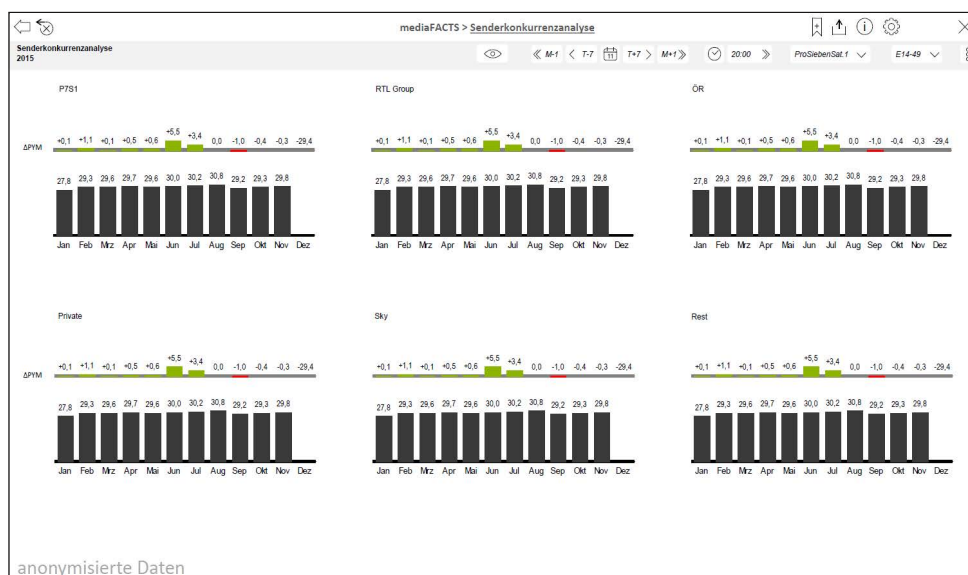 mediaFACTS > Senderkonkurrenzanalyse
Senderkonkurrenzanalyse
2015
M-1 T-7 11 T+7 M+1 20:00 ProSiebenSat.1 E14-49
P7S1 RTL Group ÖR
ΔPYM +0,1 +1,1 +0,1 +0,5 +0,6 +5,5 +3,4 0,0 -1,0 -0,4 -0,3 -29,4 +0,1 +1,1 +0,1 +0,5 +0,6 +5,5 +3,4 0,0 -1,0 -0,4 -0,3 -29,4 +0,1 +1,1 +0,1 +0,5 +0,6 +5,5 +3,4 0,0 -1,0 -0,4 -0,3 -29,4
27,8 29,3 29,6 29,7 29,6 30,0 30,2 30,8 29,2 29,3 29,8 27,8 29,3 29,6 29,7 29,6 30,0 30,2 30,8 29,2 29,3 29,8 27,8 29,3 29,6 29,7 29,6 30,0 30,2 30,8 29,2 29,3 29,8
Jan Feb Mrz Apr Mai Jun Jul Aug Sep Okt Nov Dez Jan Feb Mrz Apr Mai Jun Jul Aug Sep Okt Nov Dez Jan Feb Mrz Apr Mai Jun Jul Aug Sep Okt Nov Dez
Private Sky Rest
ΔPYM +0,1 +1,1 +0,1 +0,5 +0,6 +5,5 +3,4 0,0 -1,0 -0,4 -0,3 -29,4 +0,1 +1,1 +0,1 +0,5 +0,6 +5,5 +3,4 0,0 -1,0 -0,4 -0,3 -29,4 +0,1 +1,1 +0,1 +0,5 +0,6 +5,5 +3,4 0,0 -1,0 -0,4 -0,3 -29,4
27,8 29,3 29,6 29,7 29,6 30,0 30,2 30,8 29,2 29,3 29,8 27,8 29,3 29,6 29,7 29,6 30,0 30,2 30,8 29,2 29,3 29,8 27,8 29,3 29,6 29,7 29,6 30,0 30,2 30,8 29,2 29,3 29,8
Jan Feb Mrz Apr Mai Jun Jul Aug Sep Okt Nov Dez Jan Feb Mrz Apr Mai Jun Jul Aug Sep Okt Nov Dez Jan Feb Mrz Apr Mai Jun Jul Aug Sep Okt Nov Dez
anonymisierte Daten